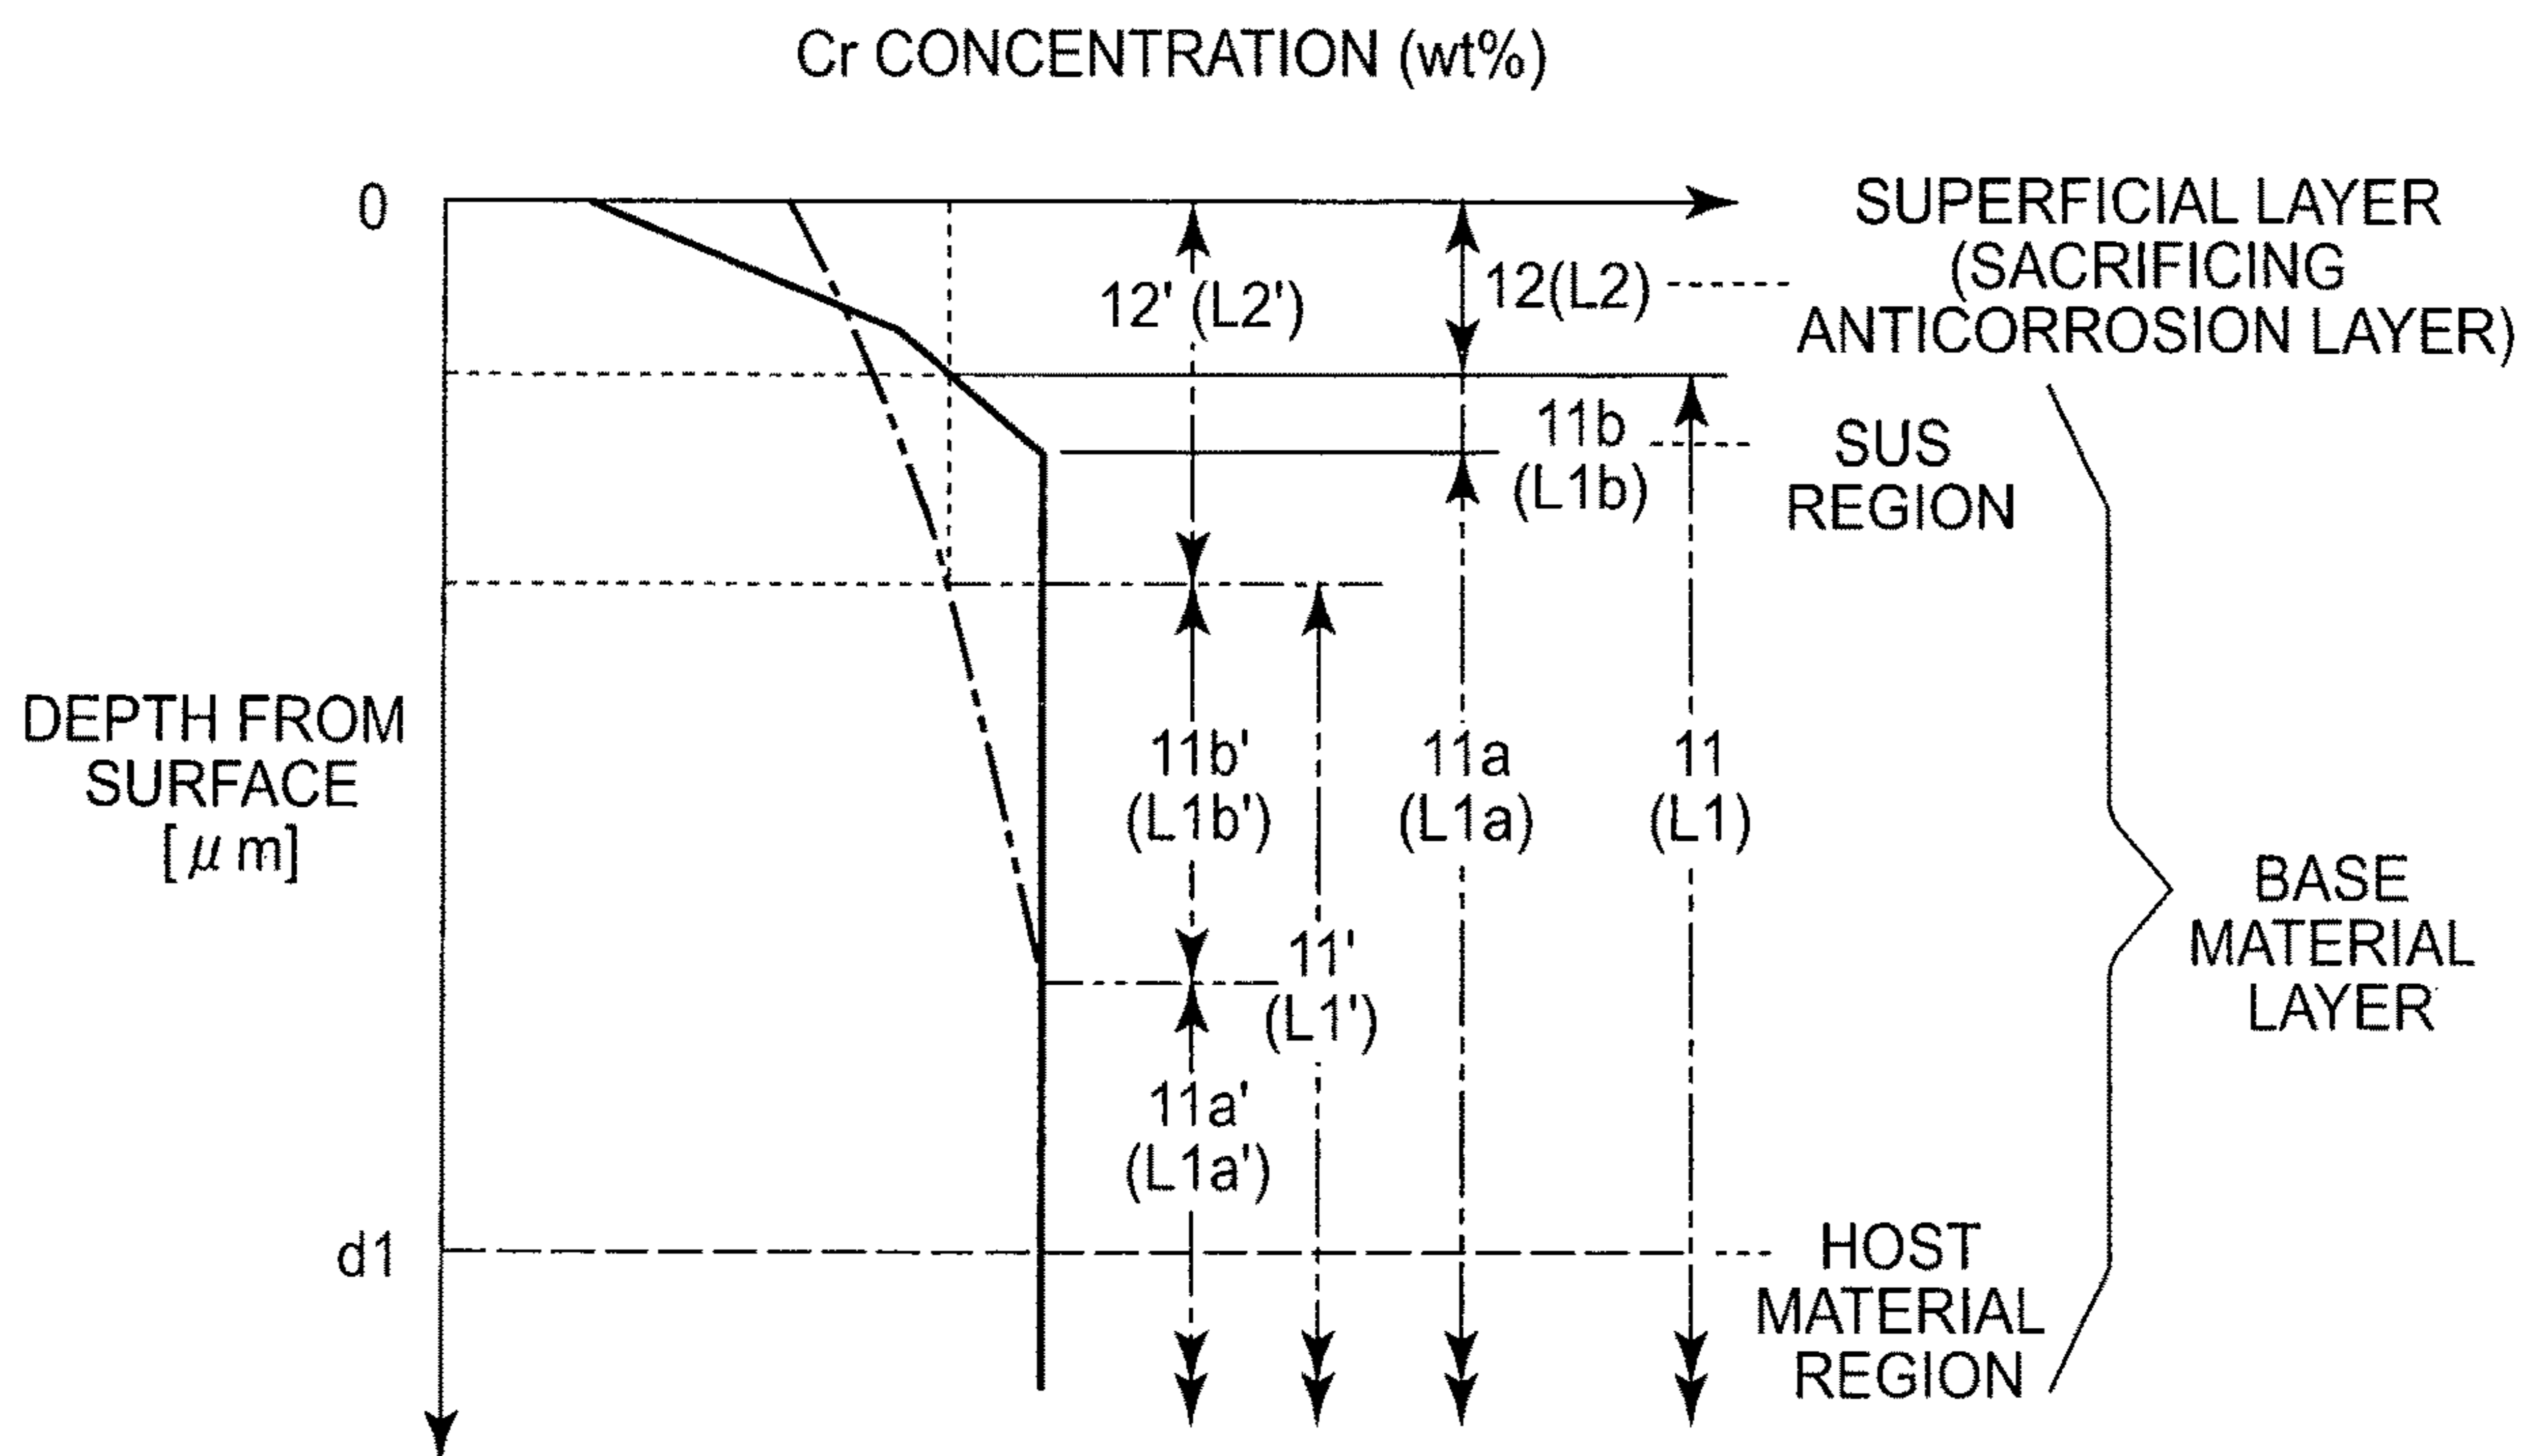 Cr CONCENTRATION (wt%)
0
SUPERFICIAL LAYER
(SACRIFICING
ANTICORROSION LAYER)
12' (L2')
12(L2)
11b
(L1b)
SUS
REGION
DEPTH FROM
SURFACE
[μm]
11b'
(L1b')
11a
(L1a)
11
(L1)
11'
(L1')
BASE
MATERIAL
LAYER
11a'
(L1a')
d1
HOST
MATERIAL
REGION